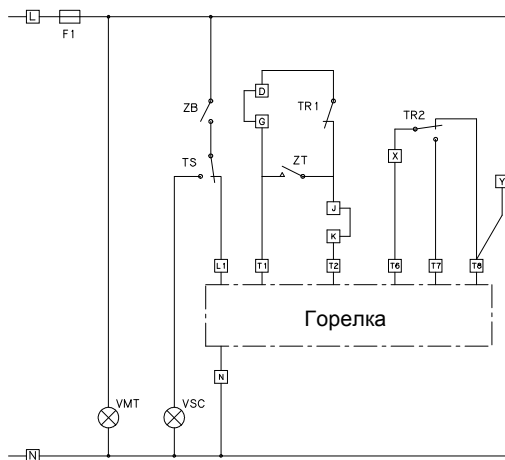 L
F1
D
ZB
TR1
TR2
G
ZT
X
TS
Y
J
K
L1
T1
T2
T6
T7
T8
Горелка
N
VMT
VSC
N